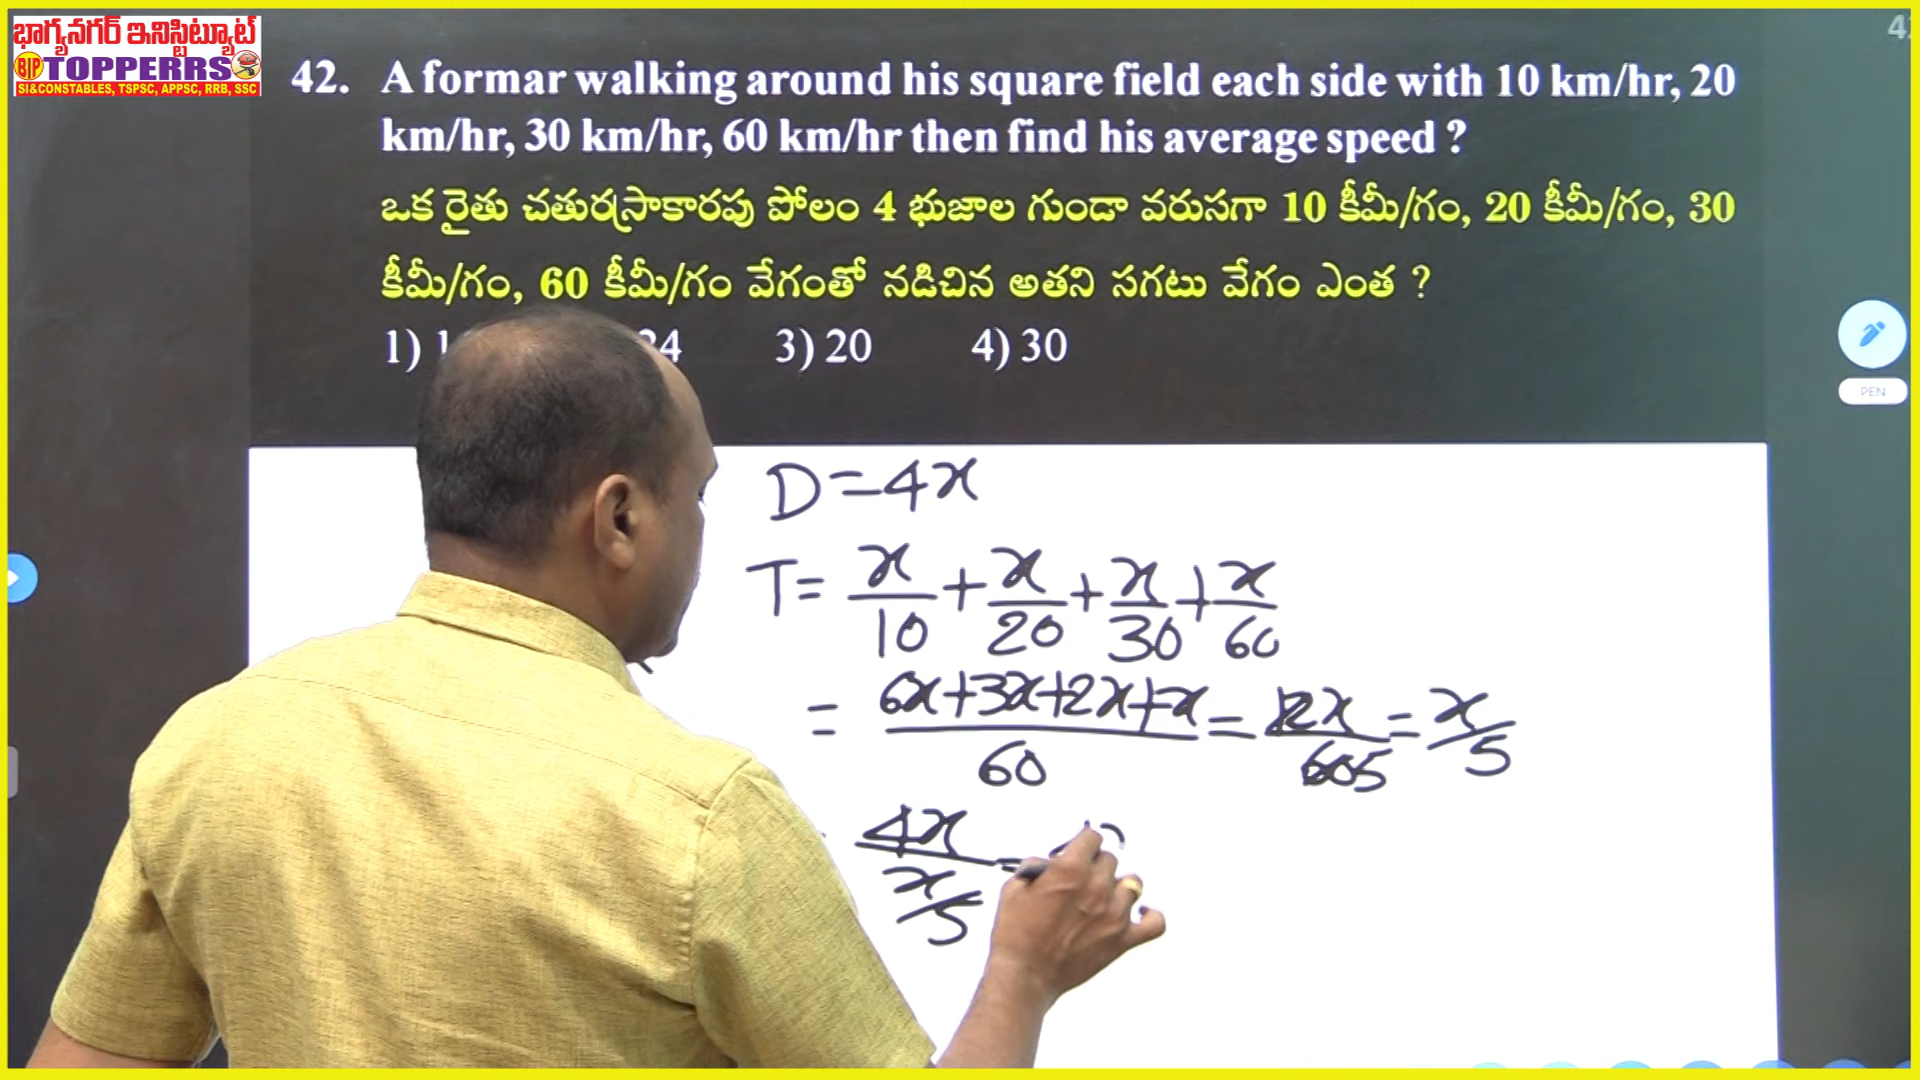 భాగ్యనగర్ ఇనిస్టిట్యూట్
BIP TOPPERRS
SI&CONSTABLES, TSPSC, APPSC, RRB, SSC
42. A formar walking around his square field each side with 10 km/hr, 20
km/hr, 30 km/hr, 60 km/hr then find his average speed ?
ఒక రైతు చతురస్రాకారపు పోలం 4 భుజాల గుండా వరుసగా 10 కీమీ/గం, 20 కీమీ/గం, 30
కీమీ/గం, 60 కీమీ/గం వేగంతో నడిచిన అతని సగటు వేగం ఎంత ?
1) 24 3) 20 4) 30
PEN
D=4x
T= x/10 + x/20 + x/30 + x/60
= 6x+3x+2x+x/60 = 12x/60 5 = x/5
4x/x/5 =